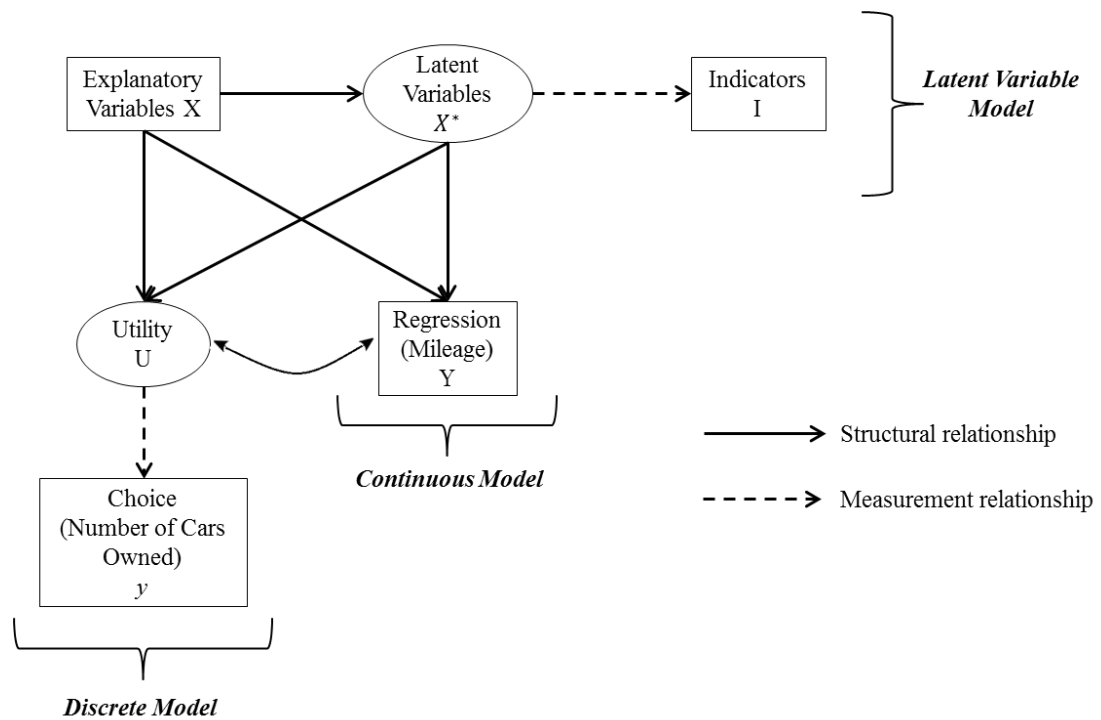 Explanatory
Variables X
Latent
Variables
X*
Indicators
I
Latent Variable
Model
Utility
U
Regression
(Mileage)
Y
Continuous Model
Structural relationship
Measurement relationship
Choice
(Number of Cars
Owned)
y
Discrete Model